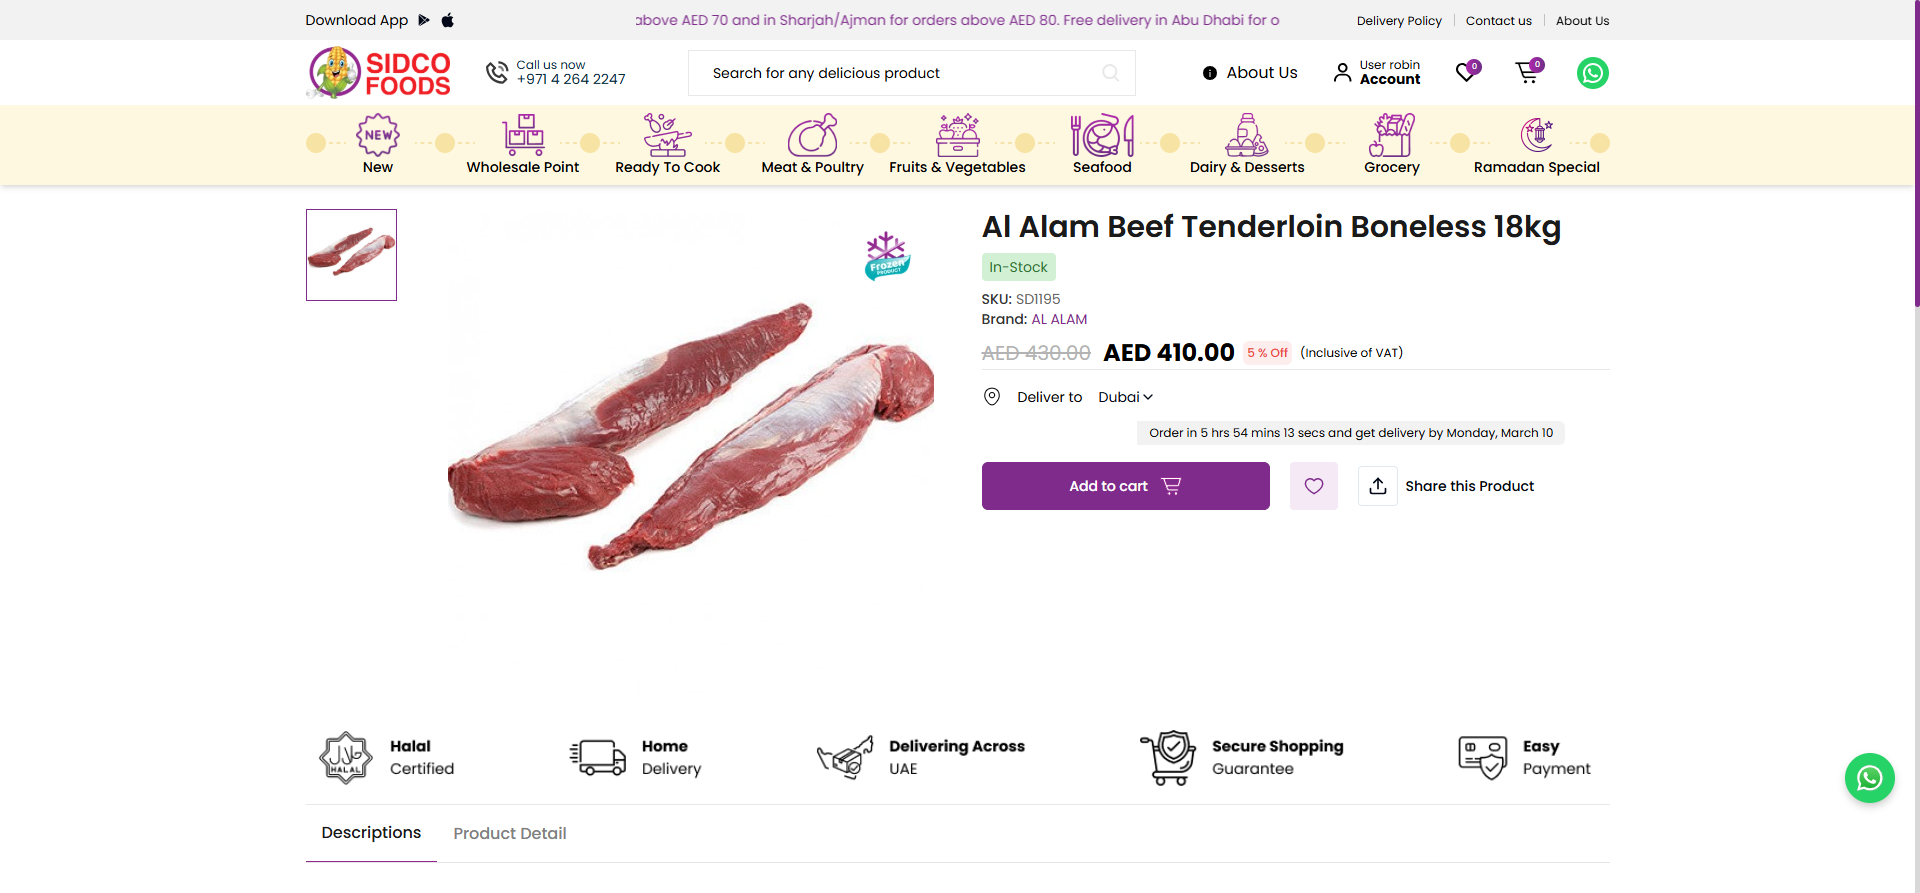 Download App
above AED 70 and in Sharjah/Ajman for orders above AED 80. Free delivery in Abu Dhabi for o
Delivery Policy
Contact us
About Us
SIDCO
FOODS
Call us now
+971 4 264 2247
Search for any delicious product
About Us
User robin
Account
0
0
NEW
New
Wholesale Point
Ready To Cook
Meat & Poultry
Fruits & Vegetables
Seafood
Dairy & Desserts
Grocery
Ramadan Special
Frozen
PRODUCT
Al Alam Beef Tenderloin Boneless 18kg
In-Stock
SKU: SD1195
Brand: AL ALAM
AED 430.00 AED 410.00 5 % Off (Inclusive of VAT)
Deliver to Dubai
Order in 5 hrs 54 mins 13 secs and get delivery by Monday, March 10
Add to cart
Share this Product
حلال
HALAL
Halal
Certified
Home
Delivery
Delivering Across
UAE
Secure Shopping
Guarantee
Easy
Payment
Descriptions
Product Detail